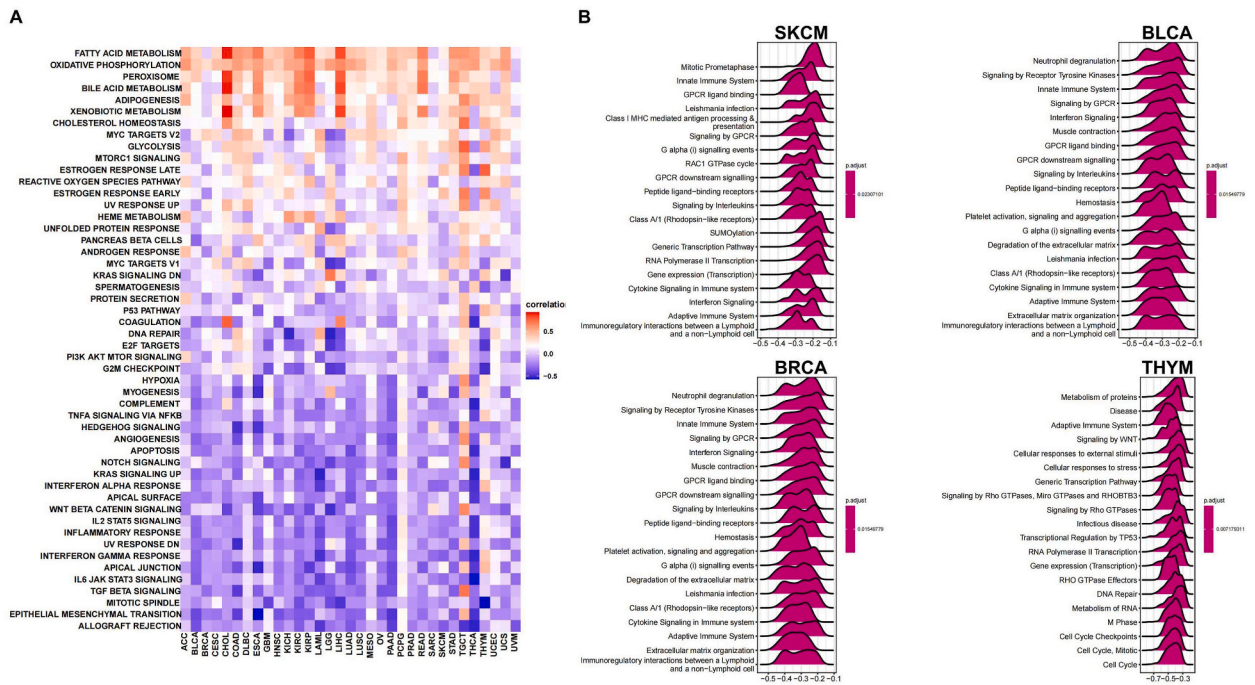 A
FATTY ACID METABOLISM
OXIDATIVE PHOSPHORYLATION
PEROXISOME
BILE ACID METABOLISM
ADIPOGENESIS
XENOBIOTIC METABOLISM
CHOLESTEROL HOMEOSTASIS
MYC TARGETS V2
GLYCOLYSIS
MTORC1 SIGNALING
ESTROGEN RESPONSE LATE
REACTIVE OXYGEN SPECIES PATHWAY
ESTROGEN RESPONSE EARLY
UV RESPONSE UP
HEME METABOLISM
UNFOLDED PROTEIN RESPONSE
PANCREAS BETA CELLS
ANDROGEN RESPONSE
MYC TARGETS V1
KRAS SIGNALING DN
SPERMATOGENESIS
PROTEIN SECRETION
P53 PATHWAY
COAGULATION
DNA REPAIR
E2F TARGETS
PI3K AKT MTOR SIGNALING
G2M CHECKPOINT
HYPOXIA
MYOGENESIS
COMPLEMENT
TNFA SIGNALING VIA NFKB
HEDGEHOG SIGNALING
ANGIOGENESIS
APOPTOSIS
NOTCH SIGNALING
KRAS SIGNALING UP
INTERFERON ALPHA RESPONSE
APICAL SURFACE
WNT BETA CATENIN SIGNALING
IL2 STAT5 SIGNALING
INFLAMMATORY RESPONSE
UV RESPONSE DN
INTERFERON GAMMA RESPONSE
APICAL JUNCTION
IL6 JAK STAT3 SIGNALING
TGF BETA SIGNALING
MITOTIC SPINDLE
EPITHELIAL MESENCHYMAL TRANSITION
ALLOGRAFT REJECTION
ACC BLCA BRCA CESC CHOL COAD DLBC ESCA GBM HNSC KICH KIRC KIRP LAML LGG LIHC LUAD LUSC MESO OV PAAD PCPG PRAD READ SARC SKCM STAD TGCT THCA THYM UCEC UCS UVM
correlation
0.5
0.0
−0.5
B
SKCM
Mitotic Prometaphase
Innate Immune System
GPCR ligand binding
Leishmania infection
Class I MHC mediated antigen processing &
presentation
Signaling by GPCR
G alpha (i) signalling events
RAC1 GTPase cycle
GPCR downstream signalling
Peptide ligand−binding receptors
Signaling by Interleukins
Class A/1 (Rhodopsin−like receptors)
SUMOylation
Generic Transcription Pathway
RNA Polymerase II Transcription
Gene expression (Transcription)
Cytokine Signaling in Immune system
Interferon Signaling
Adaptive Immune System
Immunoregulatory interactions between a Lymphoid
and a non−Lymphoid cell
−0.5 −0.4 −0.3 −0.2 −0.1
p.adjust
0.02307101
BLCA
Neutrophil degranulation
Signaling by Receptor Tyrosine Kinases
Innate Immune System
Signaling by GPCR
Interferon Signaling
Muscle contraction
GPCR ligand binding
GPCR downstream signalling
Signaling by Interleukins
Peptide ligand−binding receptors
Hemostasis
Platelet activation, signaling and aggregation
G alpha (i) signalling events
Degradation of the extracellular matrix
Leishmania infection
Class A/1 (Rhodopsin−like receptors)
Cytokine Signaling in Immune system
Adaptive Immune System
Extracellular matrix organization
Immunoregulatory interactions between a Lymphoid
and a non−Lymphoid cell
−0.5 −0.4 −0.3 −0.2 −0.1
p.adjust
0.01549779
BRCA
Neutrophil degranulation
Signaling by Receptor Tyrosine Kinases
Innate Immune System
Signaling by GPCR
Interferon Signaling
Muscle contraction
GPCR ligand binding
GPCR downstream signalling
Signaling by Interleukins
Peptide ligand−binding receptors
Hemostasis
Platelet activation, signaling and aggregation
G alpha (i) signalling events
Degradation of the extracellular matrix
Leishmania infection
Class A/1 (Rhodopsin−like receptors)
Cytokine Signaling in Immune system
Adaptive Immune System
Extracellular matrix organization
Immunoregulatory interactions between a Lymphoid
and a non−Lymphoid cell
−0.5 −0.4 −0.3 −0.2 −0.1
p.adjust
0.01549779
THYM
Metabolism of proteins
Disease
Adaptive Immune System
Signaling by WNT
Cellular responses to external stimuli
Cellular responses to stress
Generic Transcription Pathway
Signaling by Rho GTPases, Miro GTPases and RHOBTB3
Signaling by Rho GTPases
Infectious disease
Transcriptional Regulation by TP53
RNA Polymerase II Transcription
Gene expression (Transcription)
RHO GTPase Effectors
DNA Repair
Metabolism of RNA
M Phase
Cell Cycle Checkpoints
Cell Cycle, Mitotic
Cell Cycle
−0.7 −0.5 −0.3
p.adjust
0.007179311